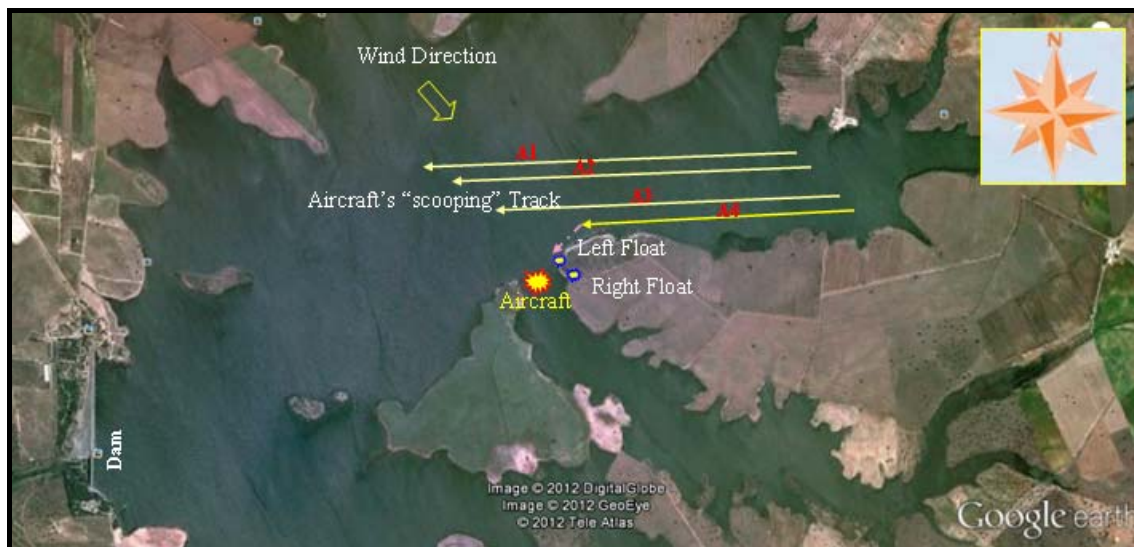 N
Wind Direction
A1
A2
Aircraft's “scooping” Track
A3
A4
Left Float
Right Float
Aircraft
Dam
Image © 2012 DigitalGlobe
Image © 2012 GeoEye
© 2012 Tele Atlas
Google earth